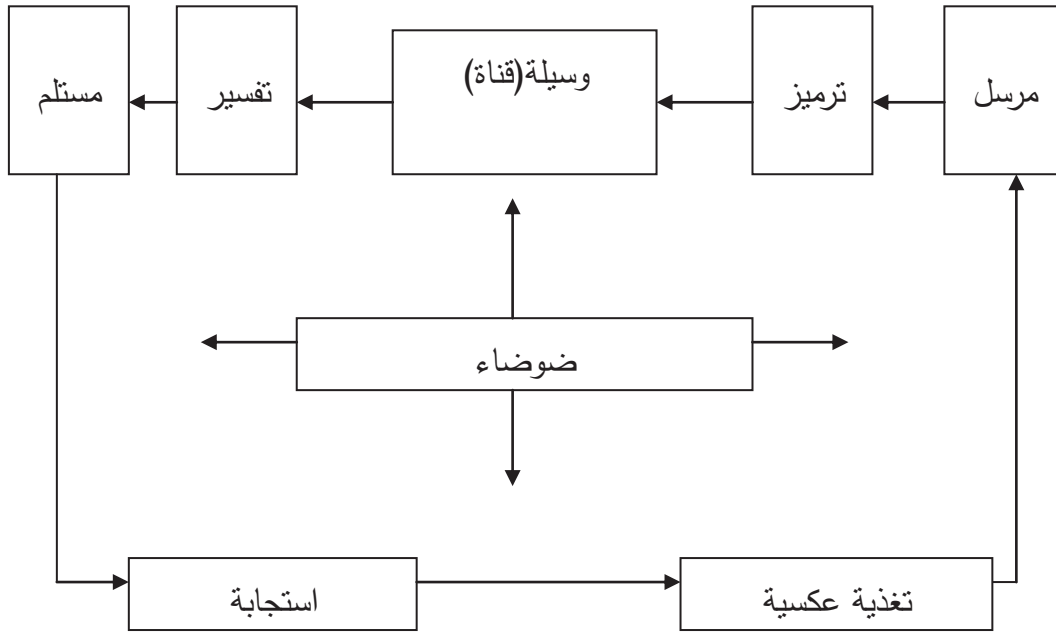 مرسل
ترميز
وسيلة(قناة)
تفسير
مستلم
ضوضاء
استجابة
تغذية عكسية